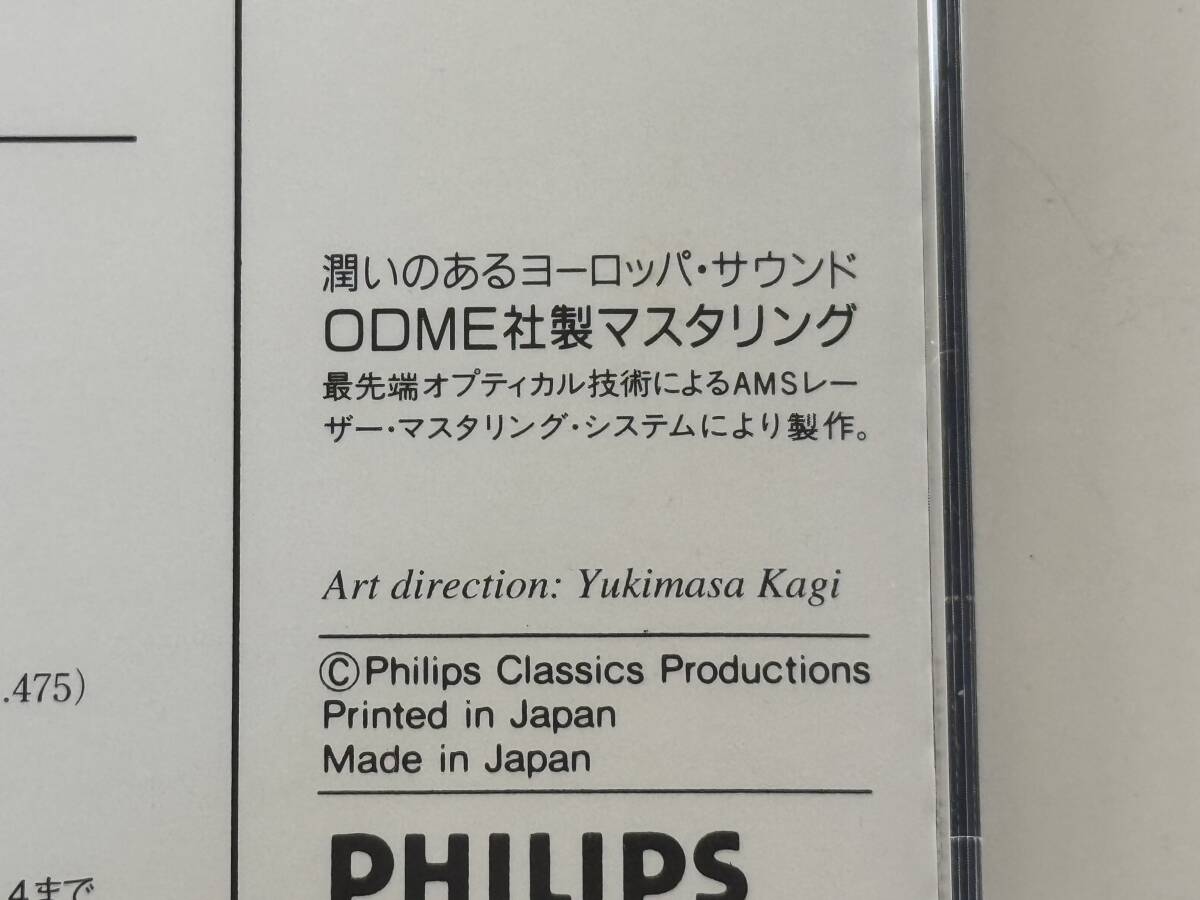 潤いのあるヨーロッパ・サウンド
ODME社製マスタリング
最先端オプティカル技術によるAMSレー
ザー・マスタリング・システムにより製作。
Art direction: Yukimasa Kagi
©Philips Classics Productions
Printed in Japan
Made in Japan
PHILIPS
.475)
4まで